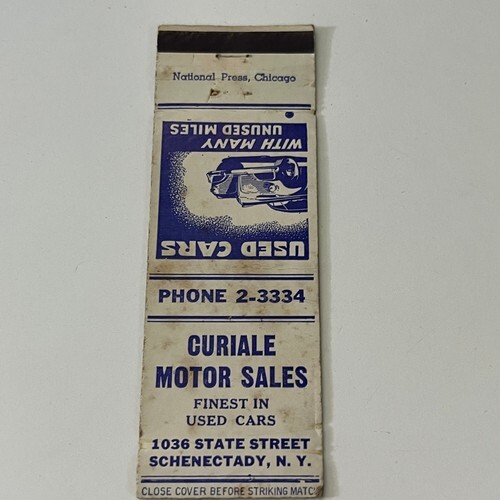 National Press, Chicago
USED CARS
WITH MANY
UNUSED MILES
PHONE 2-3334
CURIALE
MOTOR SALES
FINEST IN
USED CARS
1036 STATE STREET
SCHENECTADY, N. Y.
CLOSE COVER BEFORE STRIKING MATC